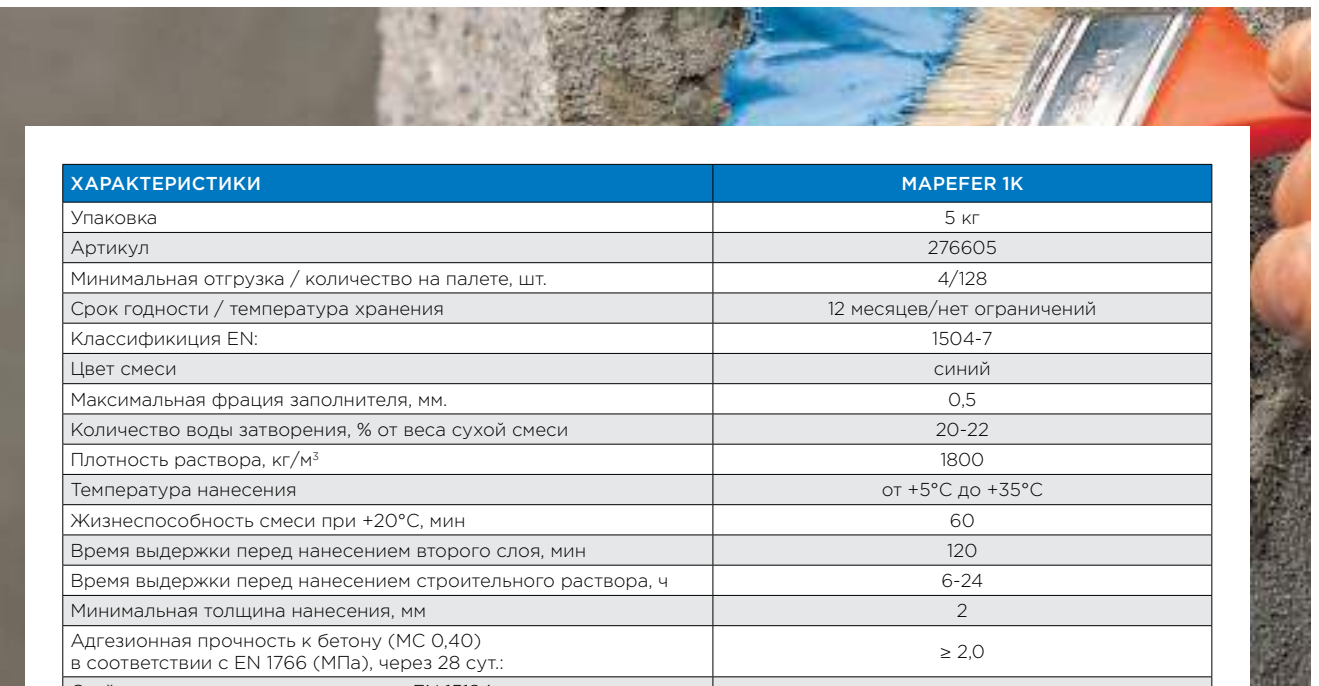 ХАРАКТЕРИСТИКИ MAPEFER 1K
Упаковка 5 кг
Артикул 276605
Минимальная отгрузка / количество на палете, шт. 4/128
Срок годности / температура хранения 12 месяцев/нет ограничений
Классификиция EN: 1504-7
Цвет смеси синий
Максимальная фрация заполнителя, мм. 0,5
Количество воды затворения, % от веса сухой смеси 20-22
Плотность раствора, кг/м³ 1800
Температура нанесения от +5°C до +35°C
Жизнеспособность смеси при +20°C, мин 60
Время выдержки перед нанесением второго слоя, мин 120
Время выдержки перед нанесением строительного раствора, ч 6-24
Минимальная толщина нанесения, мм 2
Адгезионная прочность к бетону (МС 0,40)
в соответствии с EN 1766 (МПа), через 28 сут.: ≥ 2,0